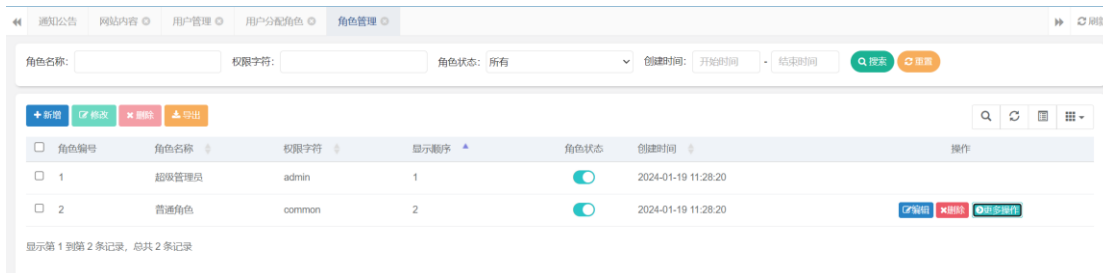 通知公告 网站内容 用户管理 用户分配角色 角色管理 刷新
角色名称: 权限字符: 角色状态: 所有 创建时间: 开始时间 - 结束时间 搜索 重置
新增 修改 删除 导出
角色编号 角色名称 权限字符 显示顺序 角色状态 创建时间 操作
1 超级管理员 admin 1 2024-01-19 11:28:20
2 普通角色 common 2 2024-01-19 11:28:20 编辑 删除 更多操作
显示第 1 到第 2 条记录，总共 2 条记录